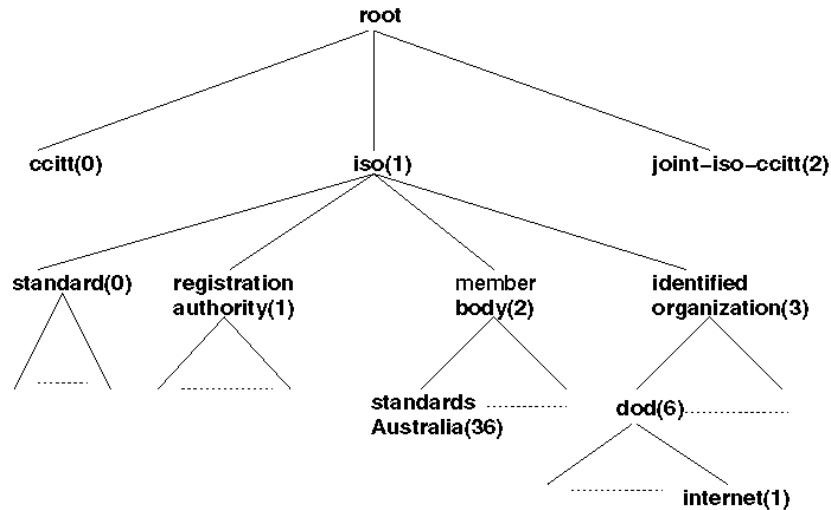 root
ccitt(0)
iso(1)
joint-iso-ccitt(2)
standard(0)
registration
authority(1)
member
body(2)
identified
organization(3)
standards
Australia(36)
dod(6)
internet(1)